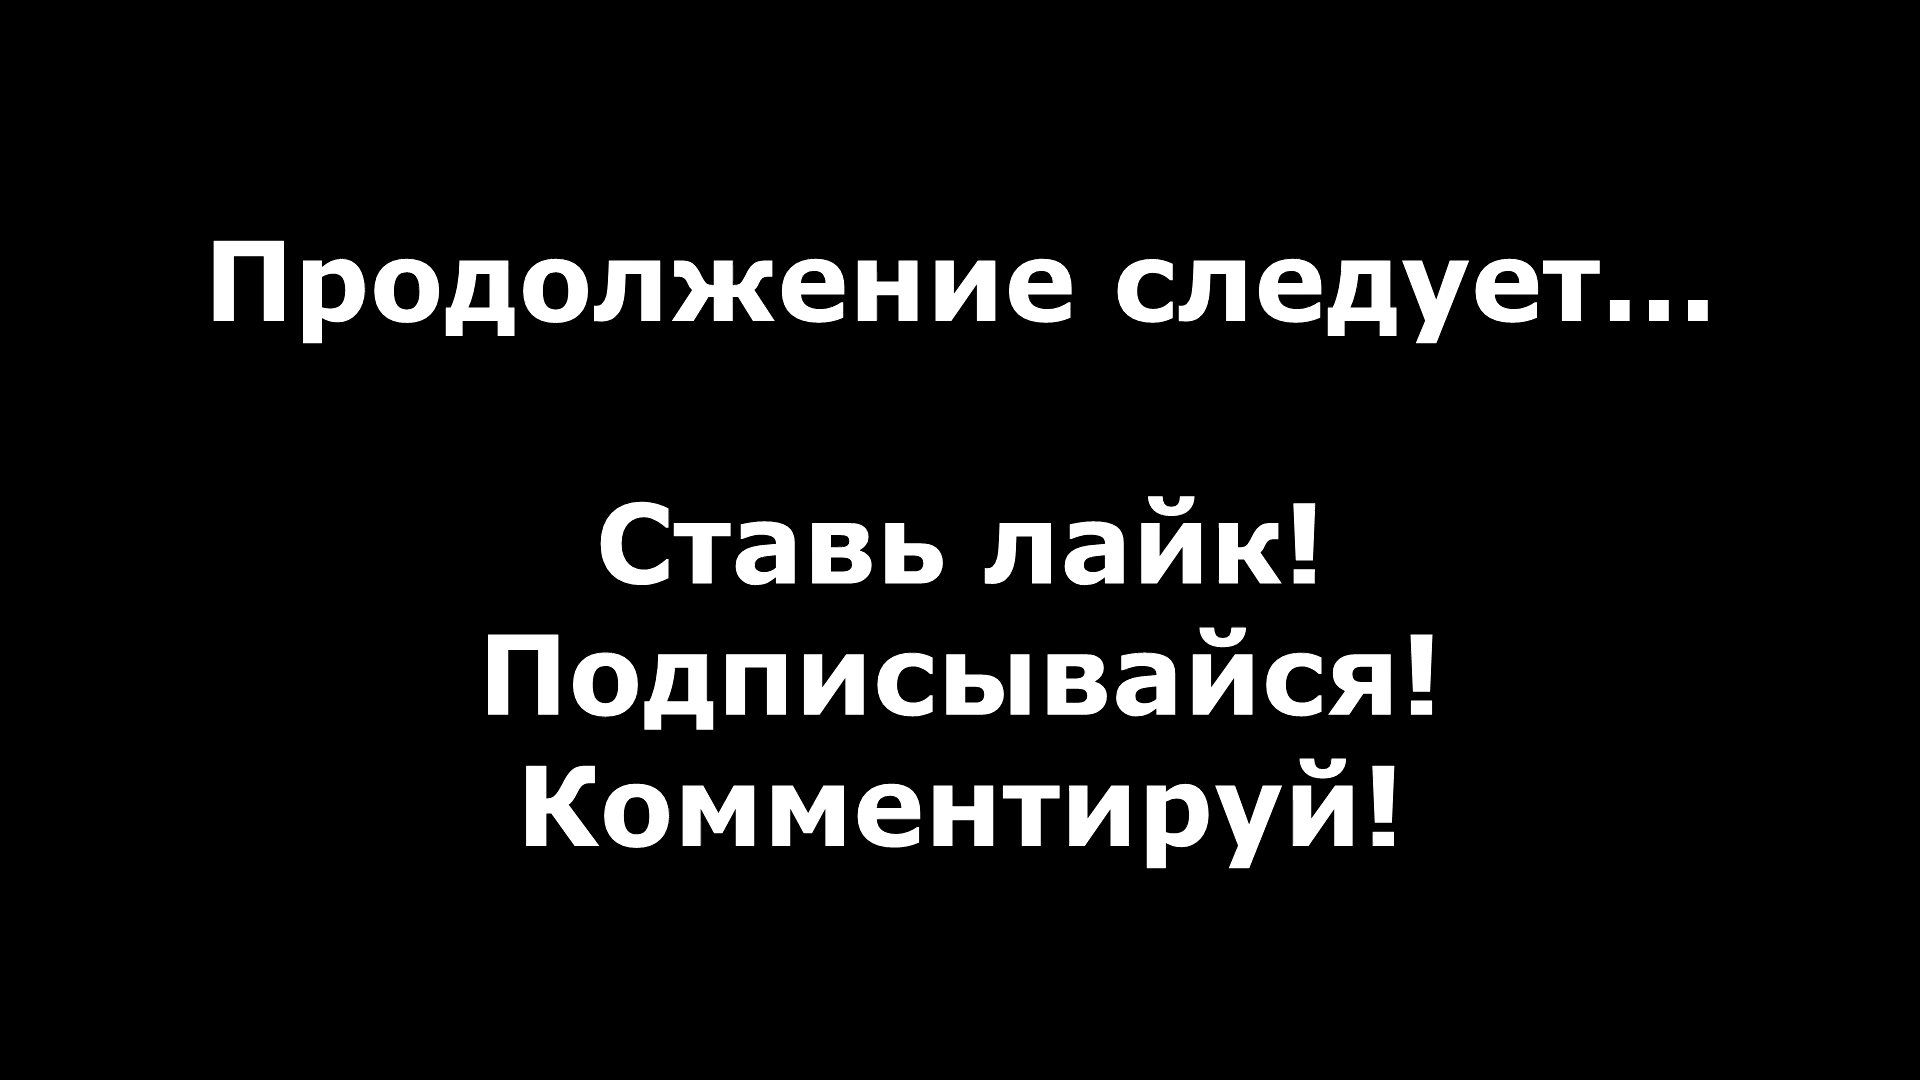 Продолжение следует...
Ставь лайк!
Подписывайся!
Комментируй!